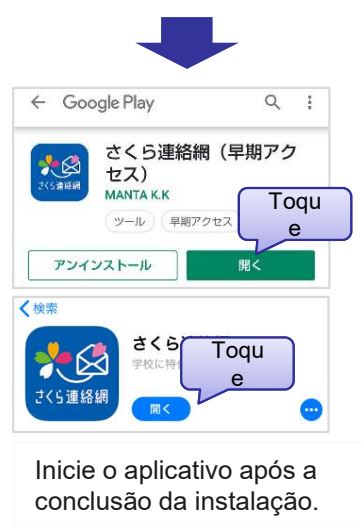 ← Google Play
さくら連絡網
さくら連絡網（早期アク
セス）
MANTA K.K
ツール
早期アクセス
Toqu
e
アンインストール
開く
検索
さくら連絡網
さくら
学校に特
Toqu
e
開く
Inicie o aplicativo após a
conclusão da instalação.